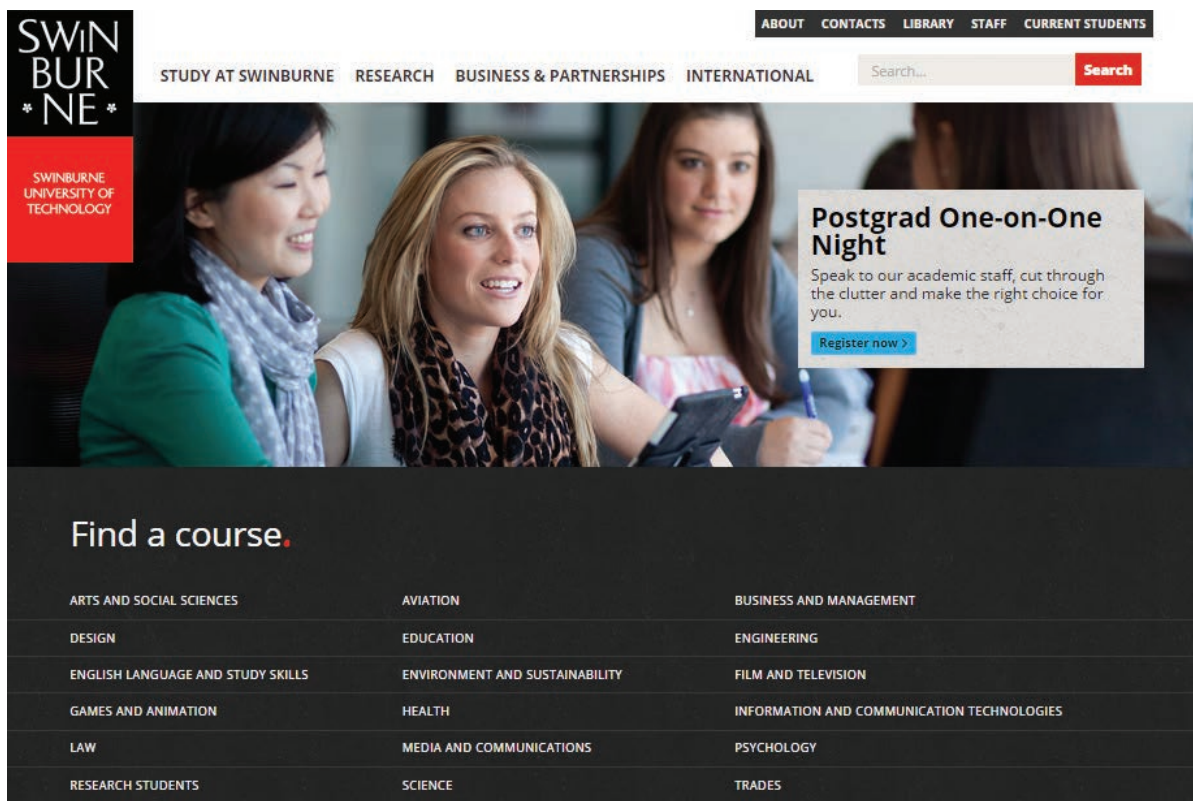 SWIN
BUR
* NE *
SWINBURNE
UNIVERSITY OF
TECHNOLOGY
ABOUT CONTACTS LIBRARY STAFF CURRENT STUDENTS
STUDY AT SWINBURNE RESEARCH BUSINESS & PARTNERSHIPS INTERNATIONAL
Search... Search
Postgrad One-on-One
Night
Speak to our academic staff, cut through
the clutter and make the right choice for
you.
Register now >
Find a course.
ARTS AND SOCIAL SCIENCES AVIATION BUSINESS AND MANAGEMENT
DESIGN EDUCATION ENGINEERING
ENGLISH LANGUAGE AND STUDY SKILLS ENVIRONMENT AND SUSTAINABILITY FILM AND TELEVISION
GAMES AND ANIMATION HEALTH INFORMATION AND COMMUNICATION TECHNOLOGIES
LAW MEDIA AND COMMUNICATIONS PSYCHOLOGY
RESEARCH STUDENTS SCIENCE TRADES